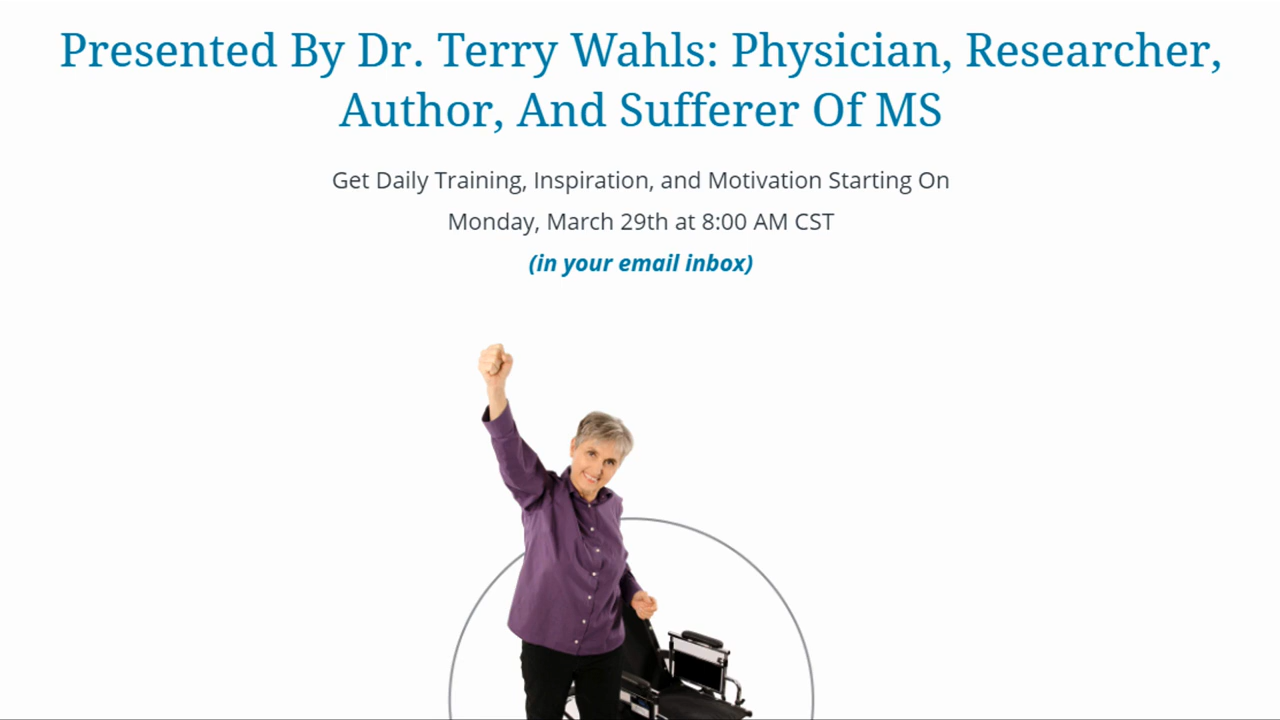 Presented By Dr. Terry Wahls: Physician, Researcher,
Author, And Sufferer Of MS
Get Daily Training, Inspiration, and Motivation Starting On
Monday, March 29th at 8:00 AM CST
(in your email inbox)